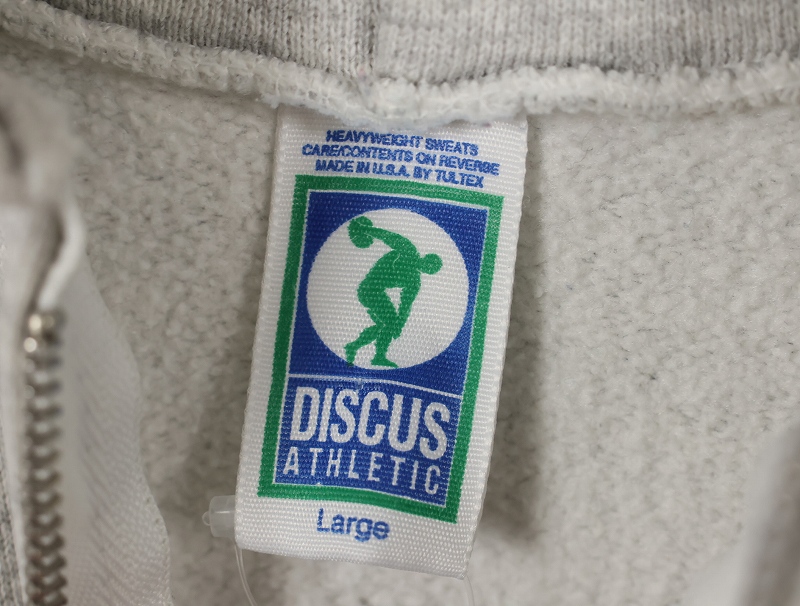 HEAVYWEIGHT SWEATS
CARE/CONTENTS ON REVERSE
MADE IN U.S.A. BY TULTEX
DISCUS
ATHLETIC
Large